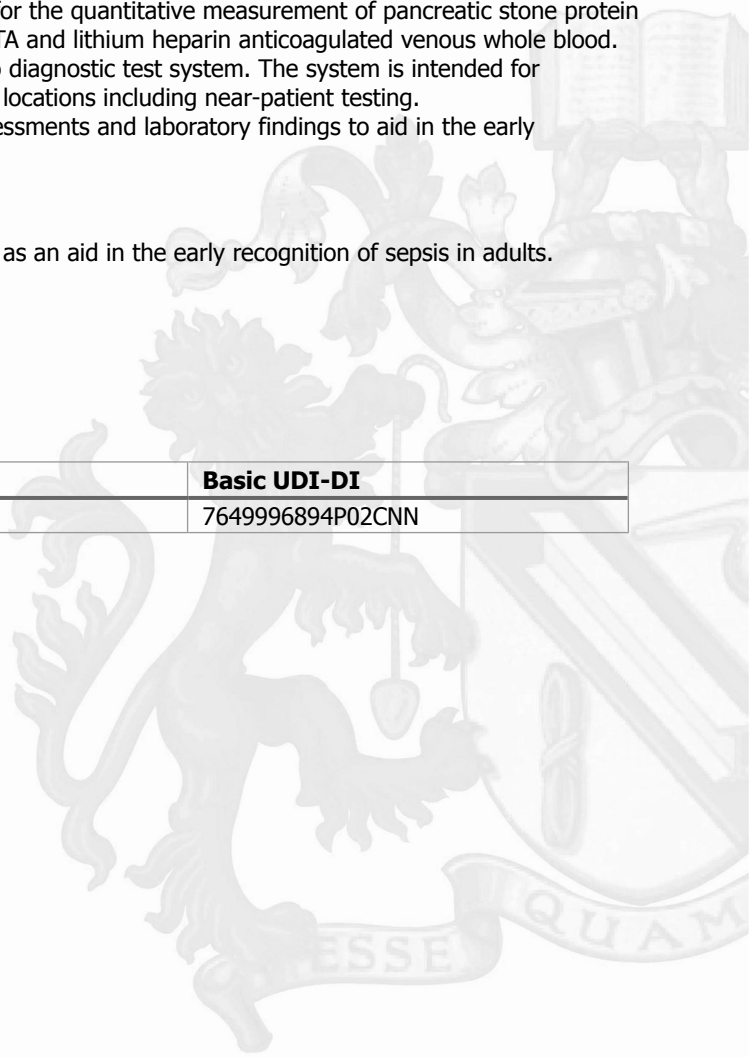 for the quantitative measurement of pancreatic stone protein
TA and lithium heparin anticoagulated venous whole blood.
diagnostic test system. The system is intended for
locations including near-patient testing.
essments and laboratory findings to aid in the early
as an aid in the early recognition of sepsis in adults.
Basic UDI-DI
7649996894P02CNN
ESSE QUAM